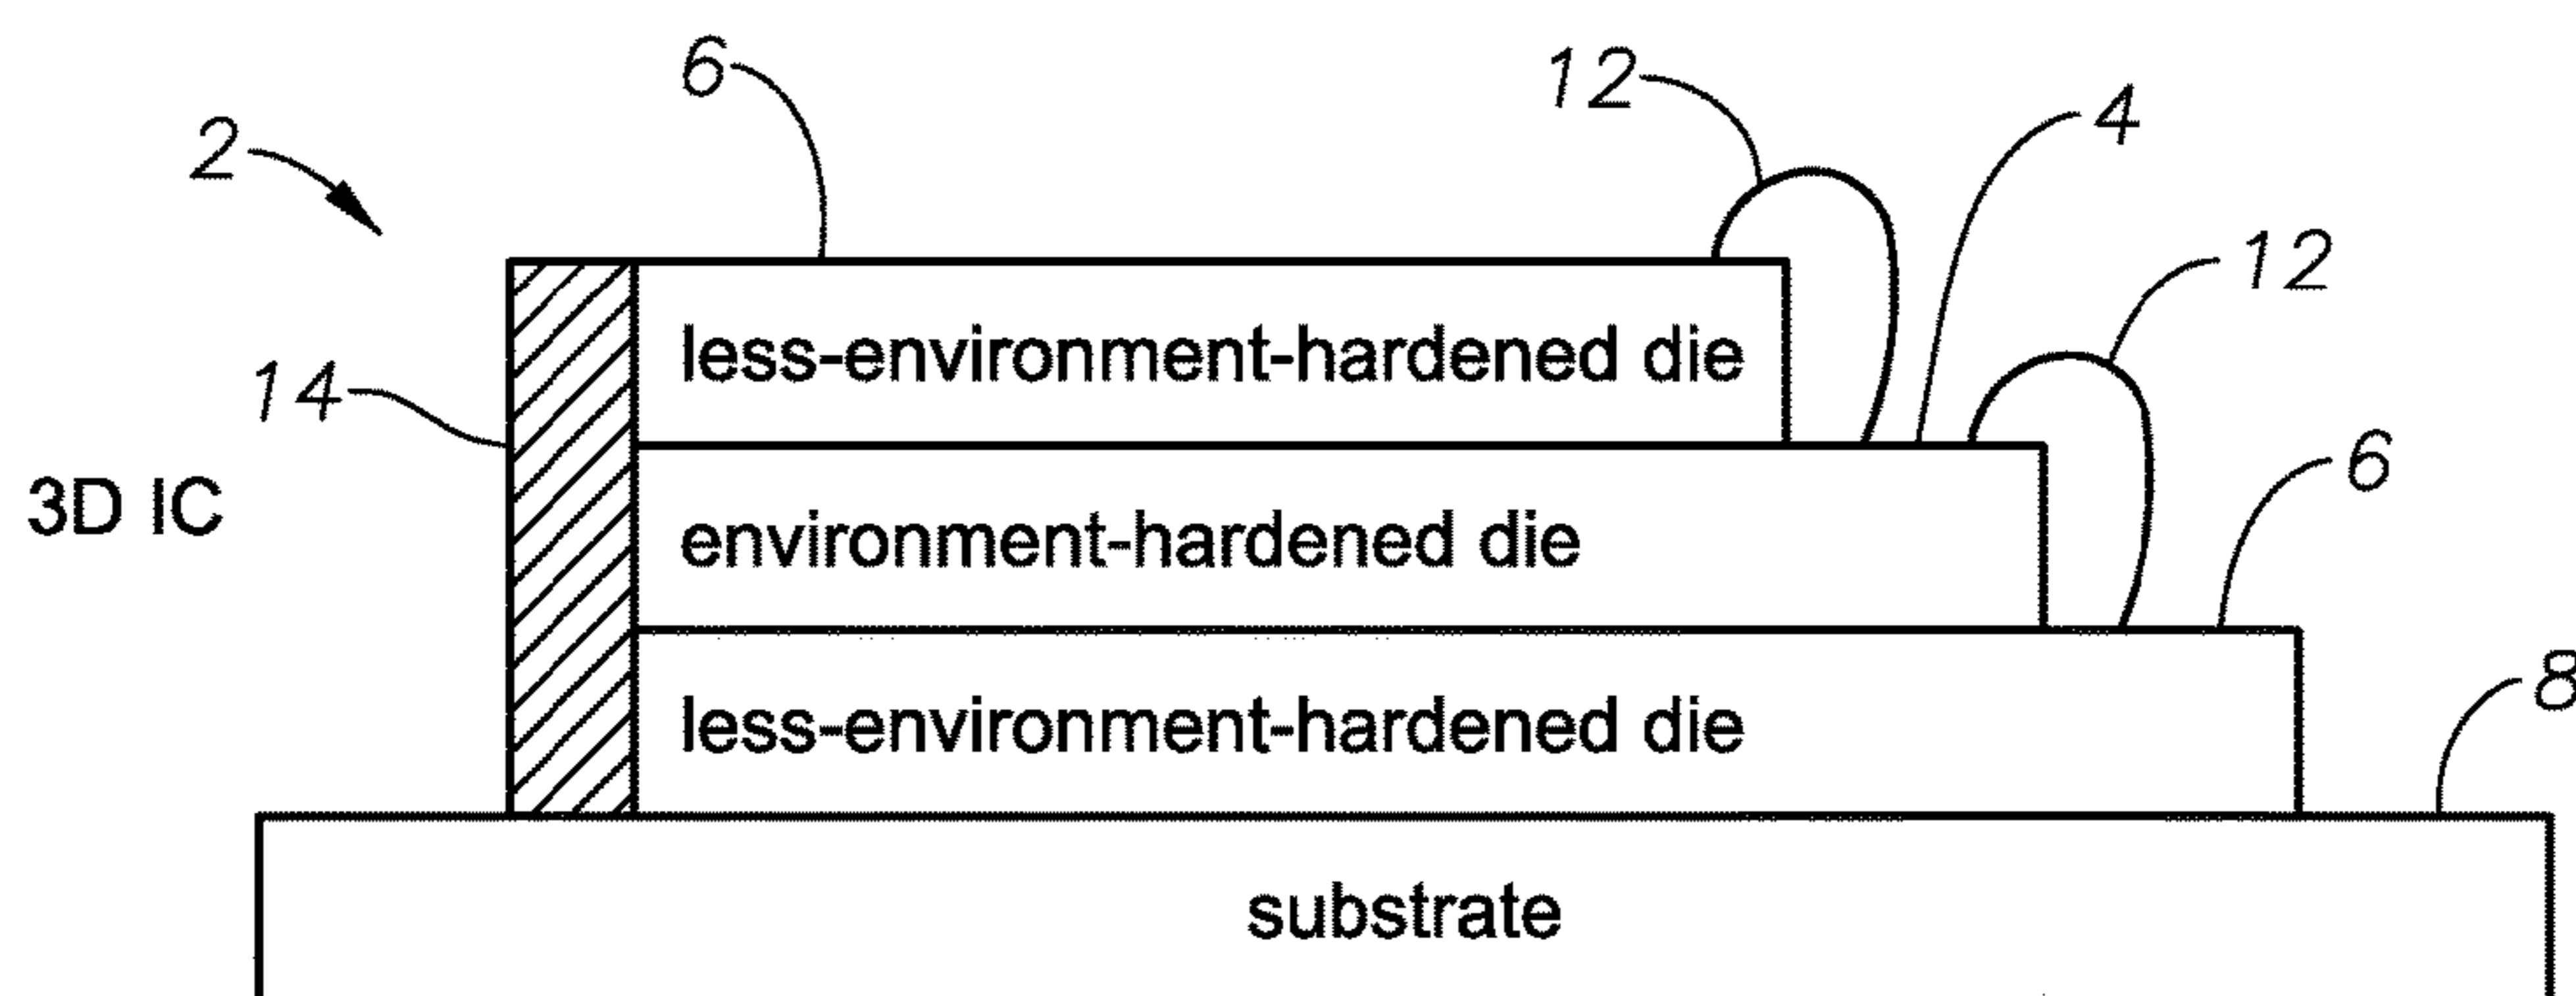 6
12
4
2
12
less-environment-hardened die
14
6
3D IC
environment-hardened die
less-environment-hardened die
8
substrate